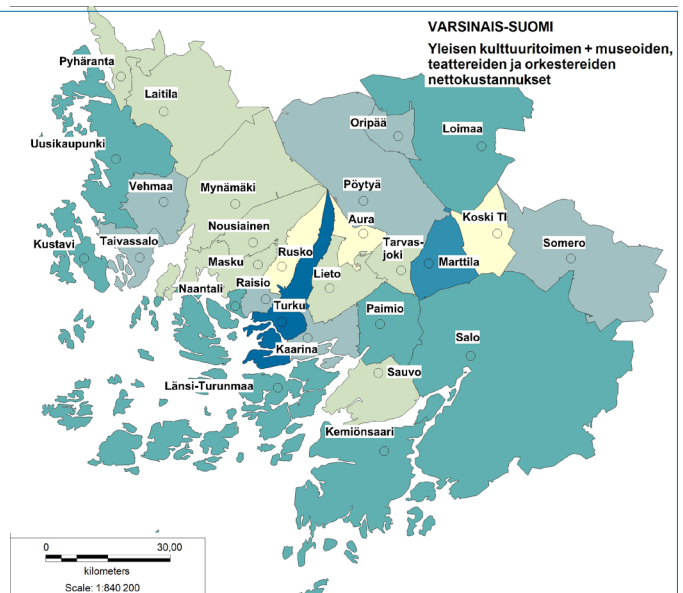 VARSINAIS-SUOMI
Yleisen kulttuuritoimen + museoiden,
teattereiden ja orkestereiden
nettokustannukset
Pyhäranta
Laitila
Oripää
Loimaa
Uusikaupunki
Vehmaa
Mynämäki
Pöytyä
Koski Tl
Nousiainen
Aura
Kustavi
Taivassalo
Tarvas-
joki
Somero
Rusko
Masku
Lieto
Marttila
Naantali
Raisio
Turku
Paimio
Salo
Kaarina
Sauvo
Länsi-Turunmaa
Kemiönsaari
0 30,00
kilometers
Scale: 1:840 200